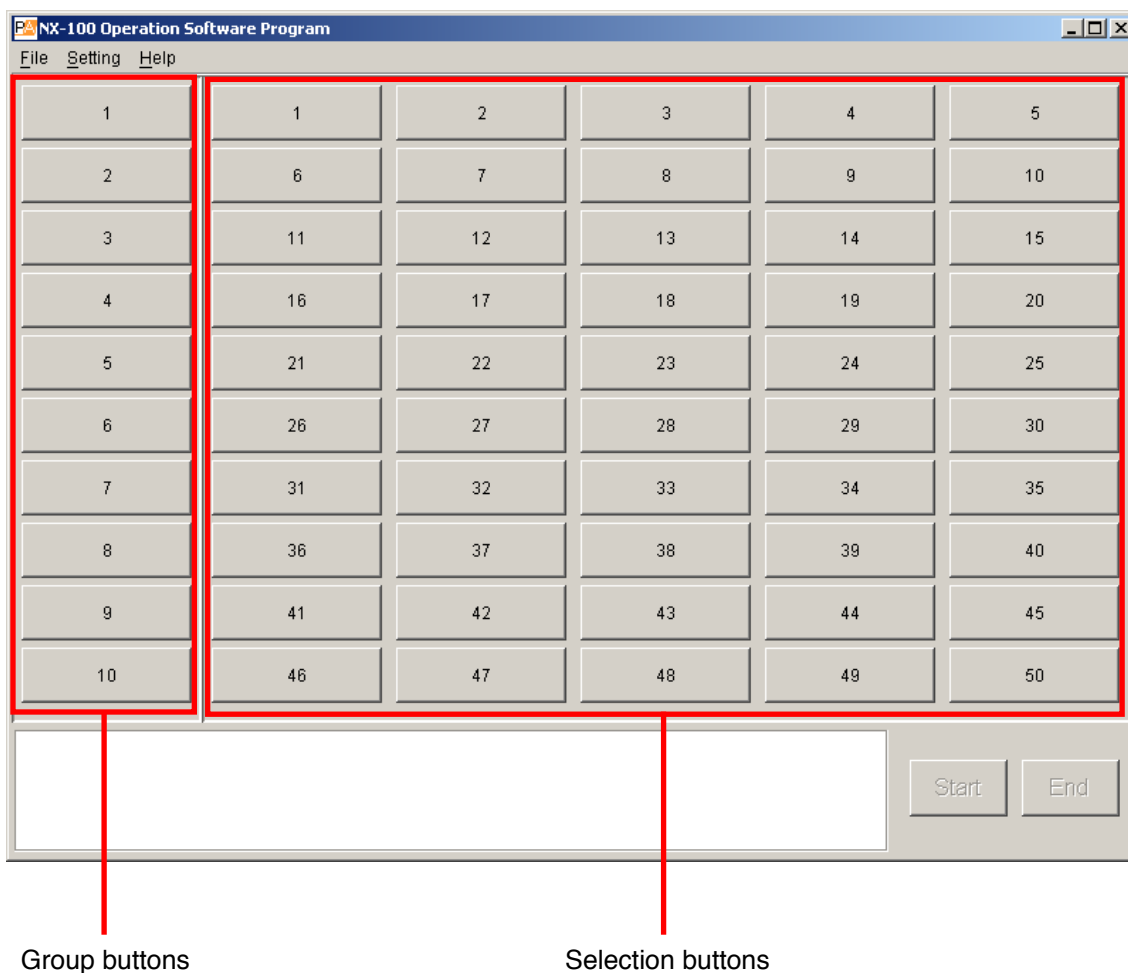 PA NX-100 Operation Software Program
File Setting Help
1 1 2 3 4 5
2 6 7 8 9 10
3 11 12 13 14 15
4 16 17 18 19 20
5 21 22 23 24 25
6 26 27 28 29 30
7 31 32 33 34 35
8 36 37 38 39 40
9 41 42 43 44 45
10 46 47 48 49 50
Start End
Group buttons Selection buttons